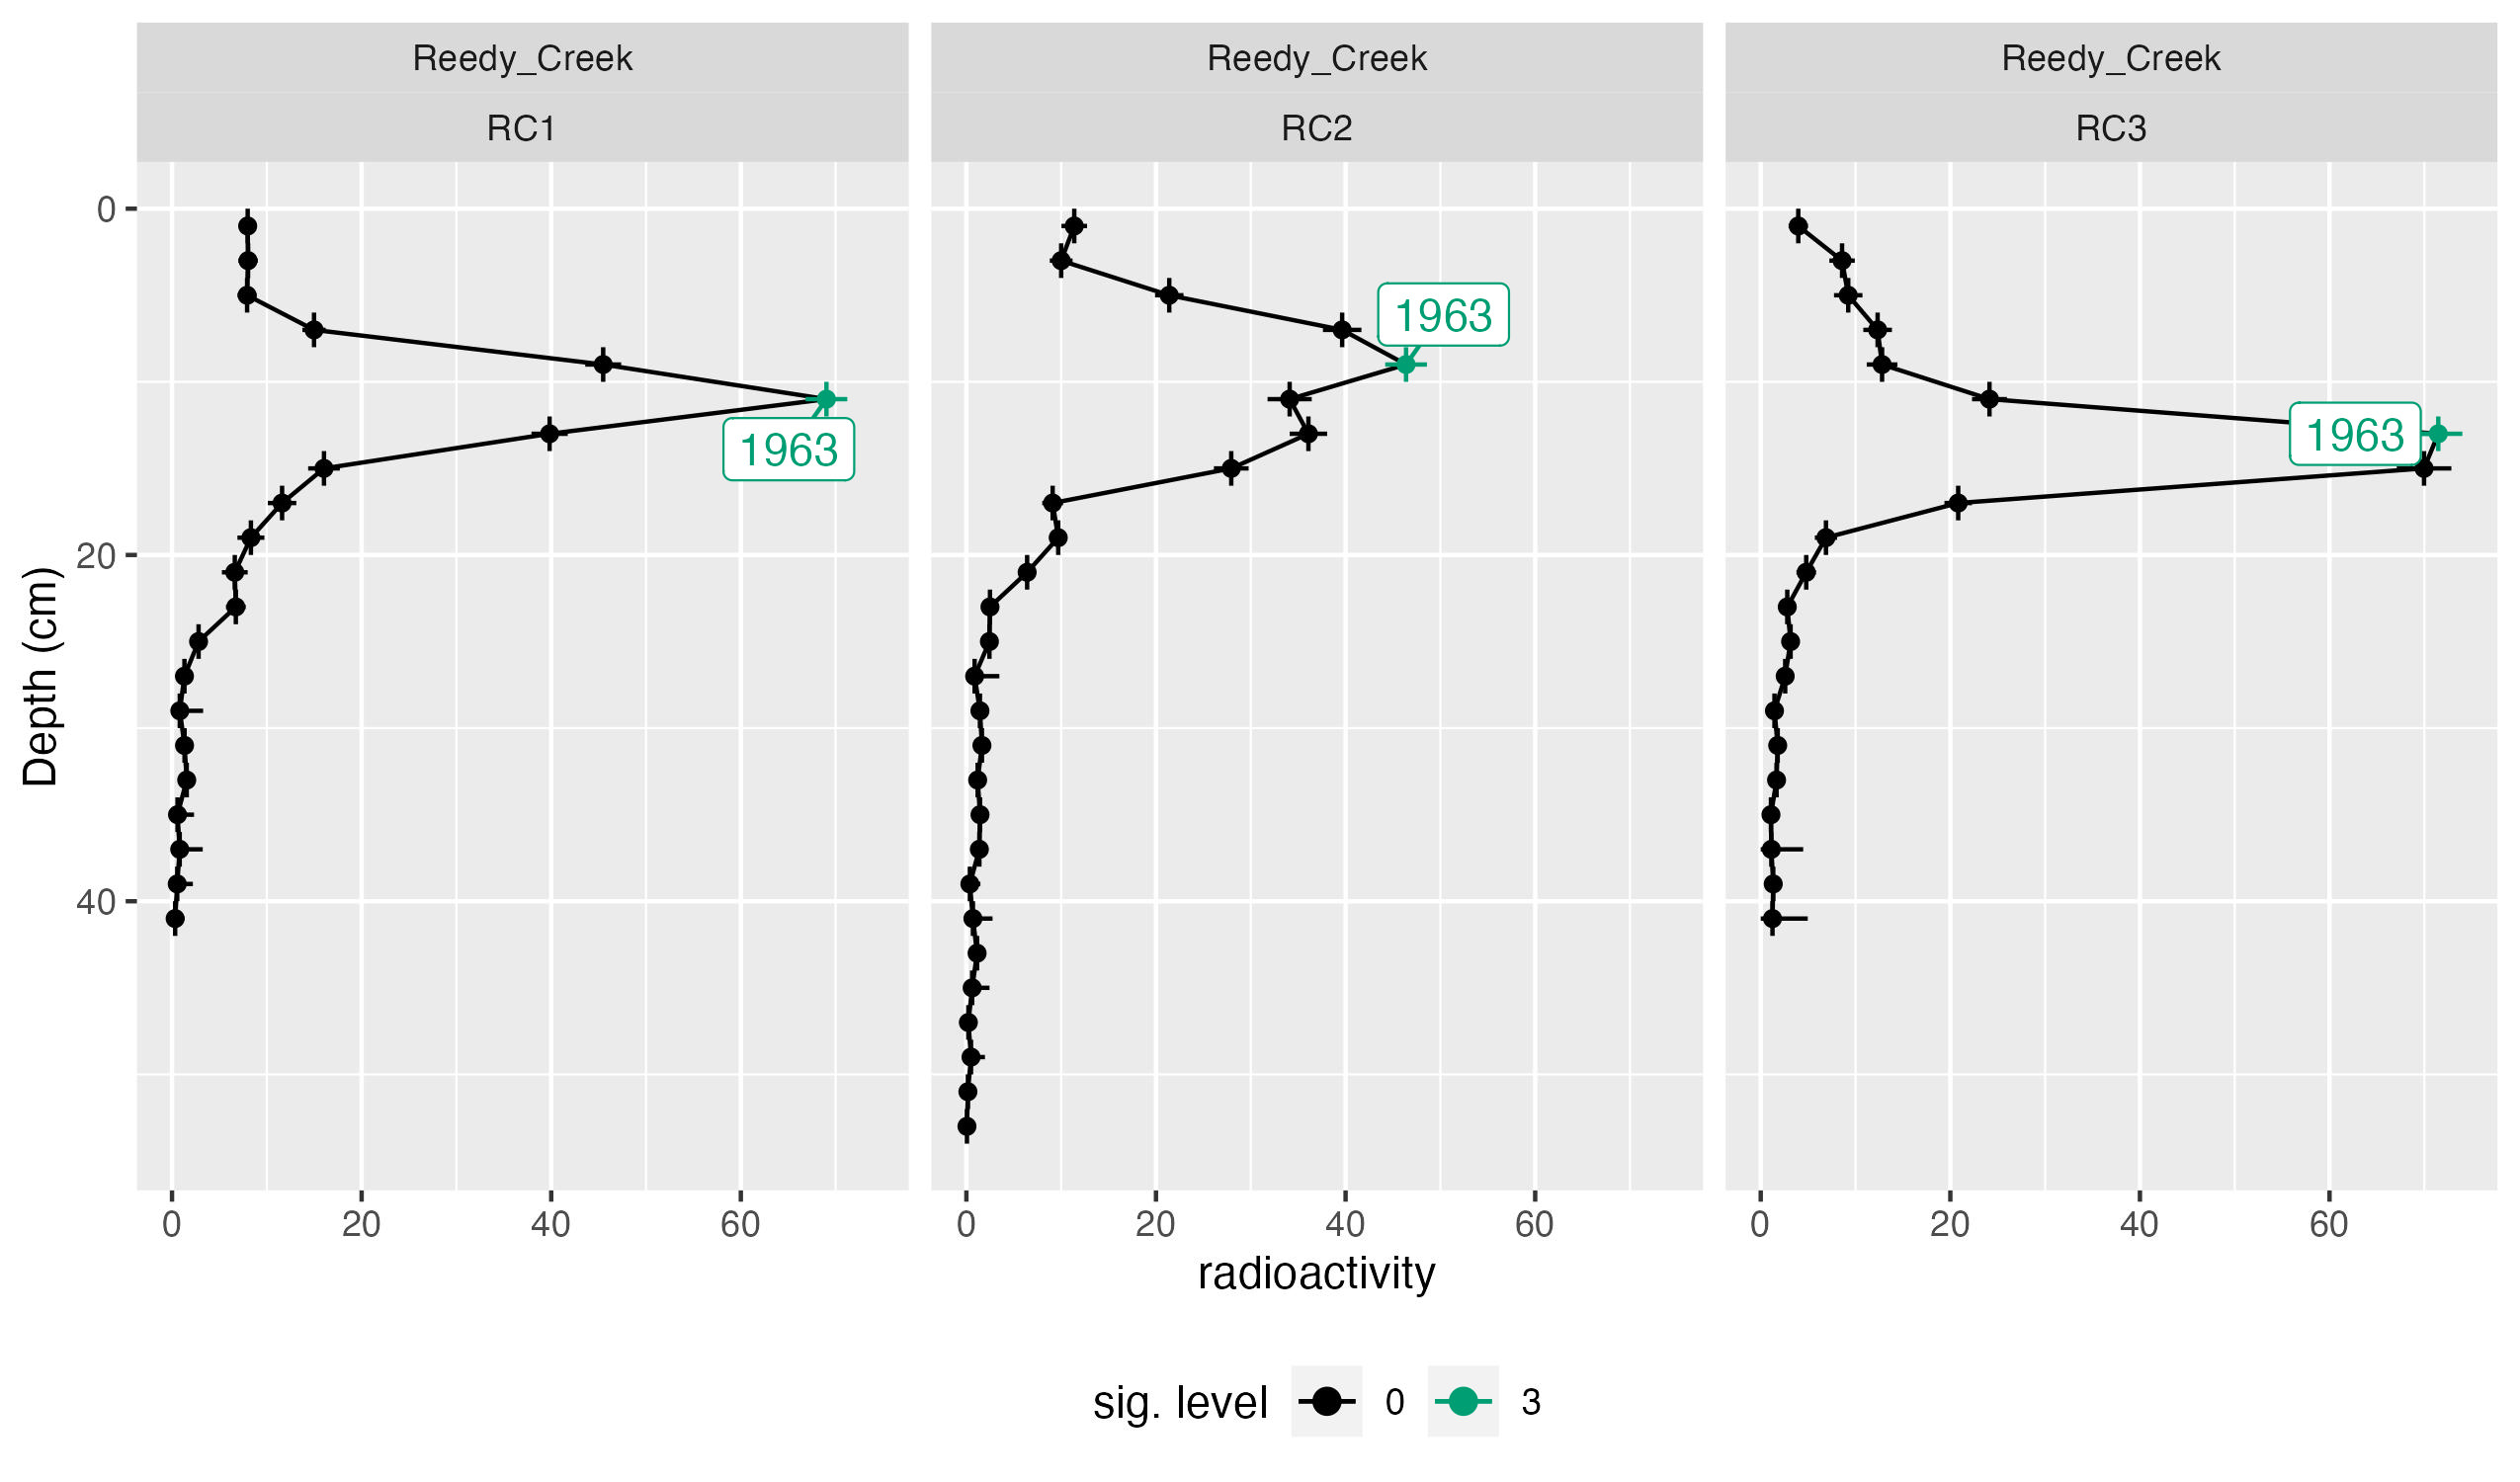 Reedy_Creek Reedy_Creek Reedy_Creek
RC1 RC2 RC3
0
1963
1963
1963
20
40
Depth (cm)
0 20 40 60 0 20 40 60 0 20 40 60
radioactivity
sig. level 0 3